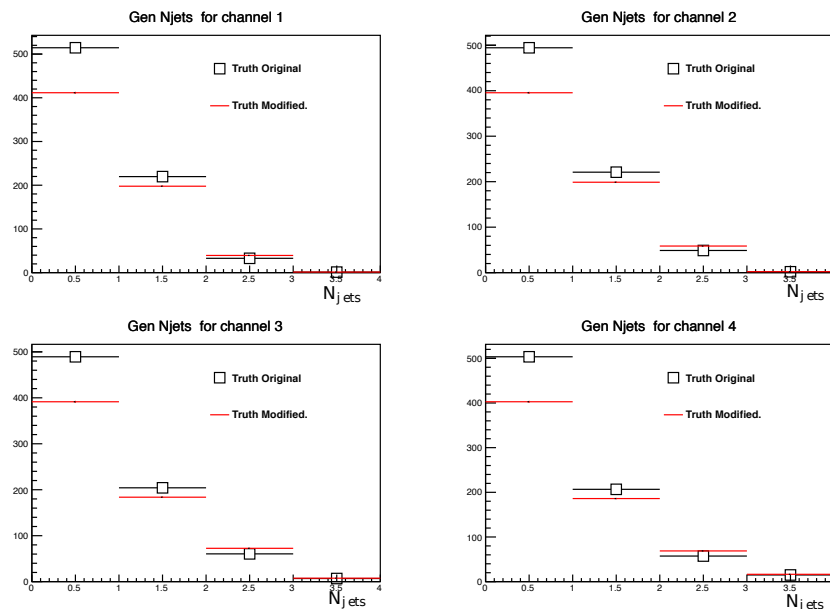 Gen Njets for channel 1
500
400
300
200
100
0
Truth Original
Truth Modified.
0 0.5 1 1.5 2 2.5 3 3.5 4
N jets
Gen Njets for channel 2
500
400
300
200
100
0
Truth Original
Truth Modified.
0 0.5 1 1.5 2 2.5 3 3.5
N jets
Gen Njets for channel 3
500
400
300
200
100
0
Truth Original
Truth Modified.
0 0.5 1 1.5 2 2.5 3 3.5 4
N jets
Gen Njets for channel 4
500
400
300
200
100
0
Truth Original
Truth Modified.
0 0.5 1 1.5 2 2.5 3 3.5
N jets